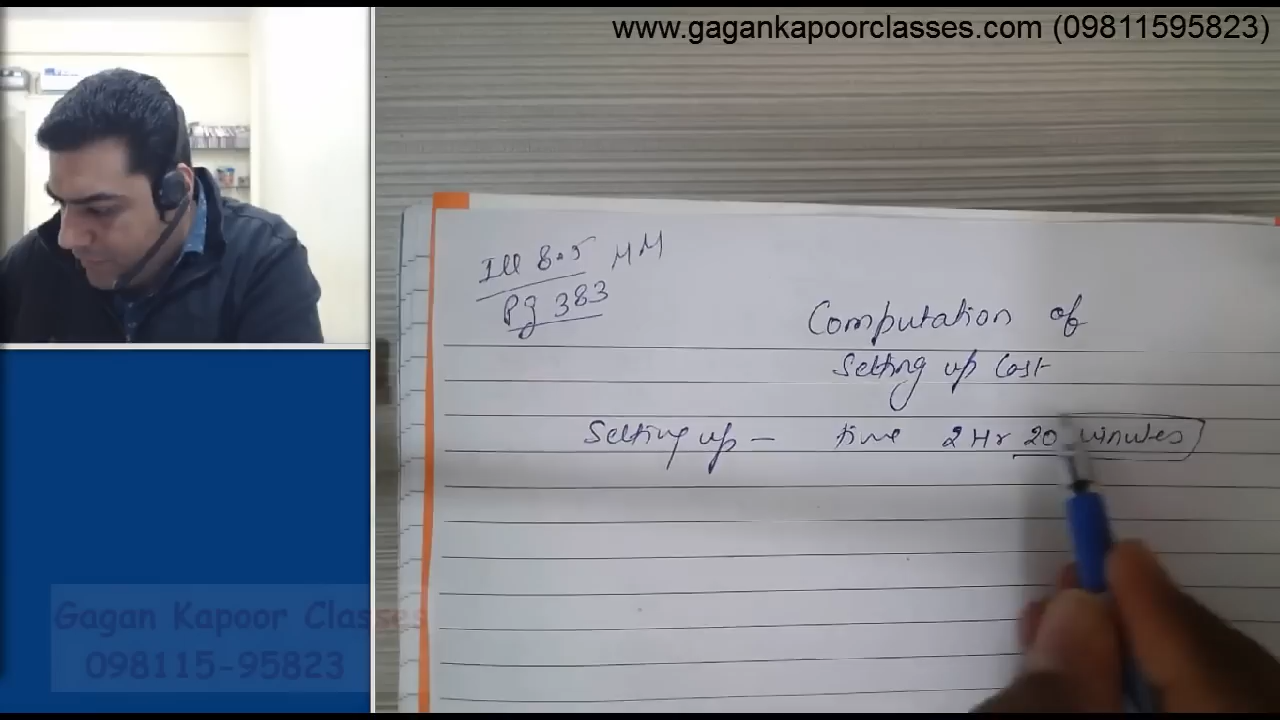 www.gagankapoorclasses.com (09811595823)
Ill 8.5 MM
Pg 383
Computation of
Setting up Cost
Setting up - time 2 Hr 20 minutes
Gagan Kapoor Classes
098115-95823